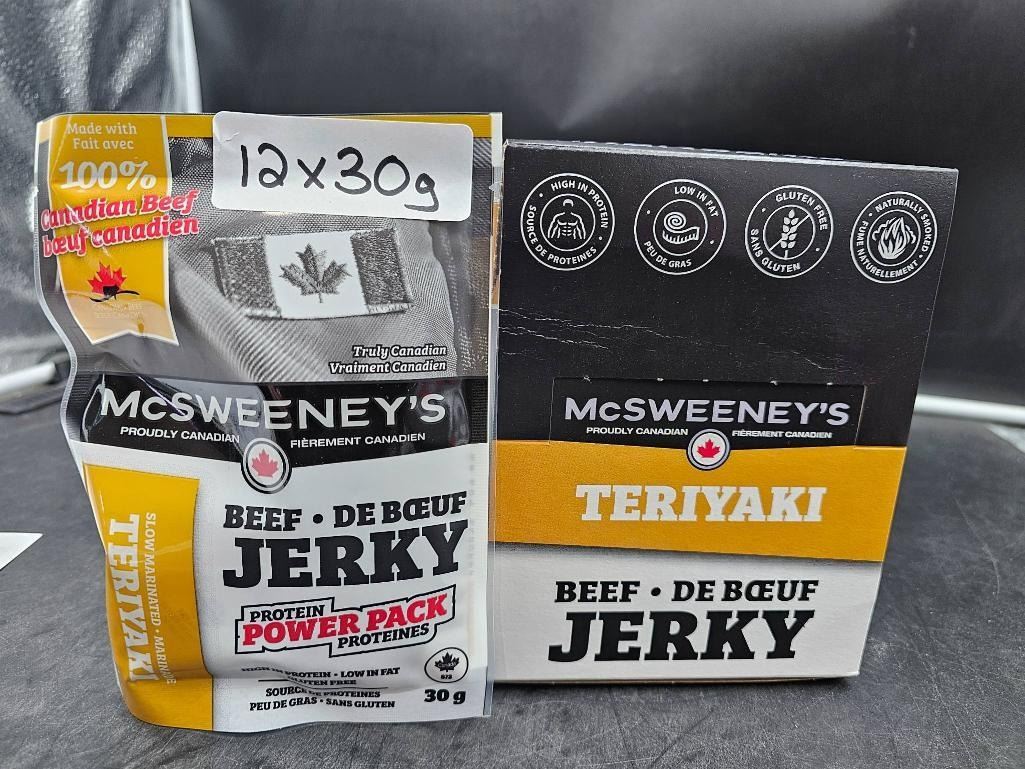 12x30g
Made with
Fait avec
100%
Canadian Beef
bœuf canadien
Truly Canadian
Vraiment Canadien
McSWEENEY'S
PROUDLY CANADIAN FIÈREMENT CANADIEN
SLOW MARINATED • MARINADE
TERIYAKI
BEEF • DE BŒUF
JERKY
PROTEIN
POWER PACK
PROTEINES
HIGH IN PROTEIN • LOW IN FAT
GLUTEN FREE
SOURCE DE PROTEINES
PEU DE GRAS • SANS GLUTEN
30 g
HIGH IN PROTEIN
SOURCE DE PROTEINES
LOW IN FAT
PEU DE GRAS
GLUTEN FREE
SANS GLUTEN
NATURALLY SMOKED
FUMÉ NATURELLEMENT
McSWEENEY'S
PROUDLY CANADIAN FIÈREMENT CANADIEN
TERIYAKI
BEEF • DE BŒUF
JERKY